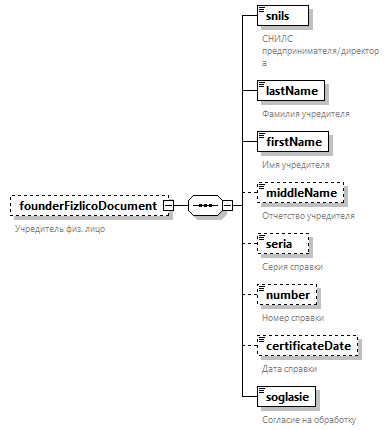 snils
СНИЛС
предпринимателя/директор
а
lastName
Фамилия учредителя
firstName
Имя учредителя
founderFizlicoDocument
Учредитель физ. лицо
middleName
Отчетство учредителя
seria
Серия справки
number
Номер справки
certificateDate
Дата справки
soglasie
Согласие на обработку